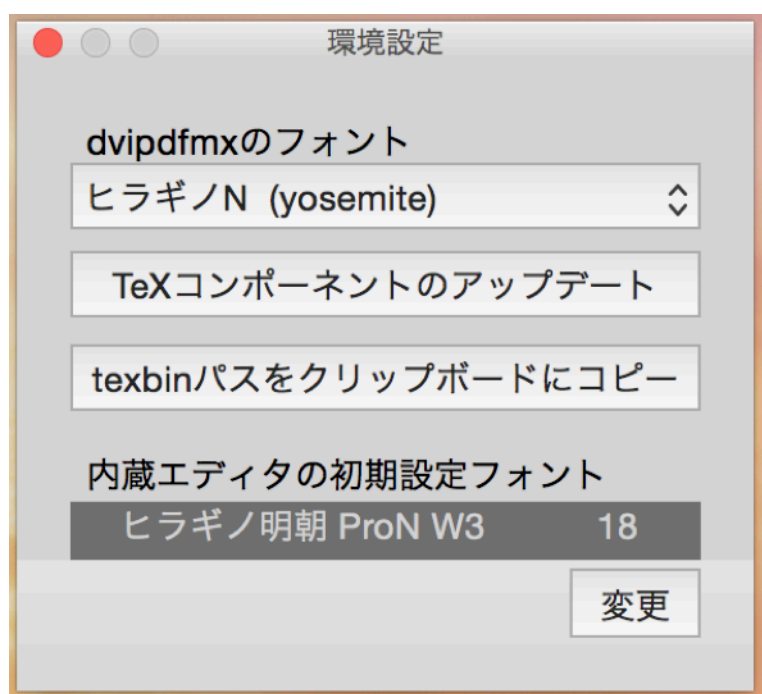 環境設定
dvipdfmxのフォント
ヒラギノN (yosemite)
TeXコンポーネントのアップデート
texbinパスをクリップボードにコピー
内蔵エディタの初期設定フォント
ヒラギノ明朝 ProN W3 18
変更